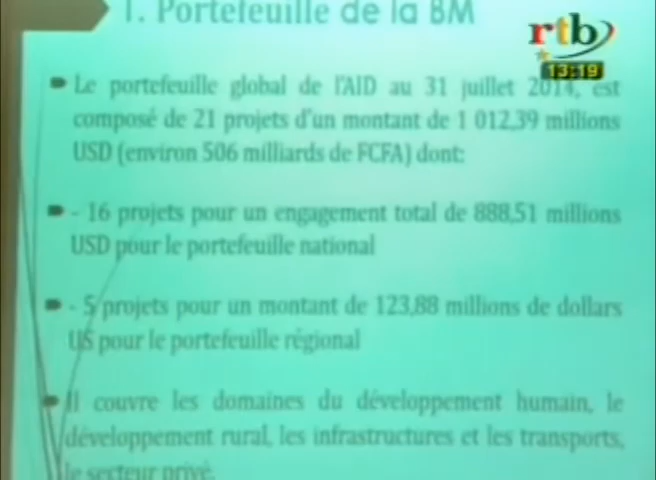 1. Portefeuille de la BM
rtb
13:19
Le portefeuille global de l'AID au 31 juillet 2014, est
composé de 21 projets d'un montant de 1 012,39 millions
USD (environ 506 milliards de FCFA) dont:
- 16 projets pour un engagement total de 888,51 millions
USD pour le portefeuille national
- 5 projets pour un montant de 123,88 millions de dollars
US pour le portefeuille régional
Il couvre les domaines du développement humain, le
développement rural, les infrastructures et les transports,
le secteur privé.